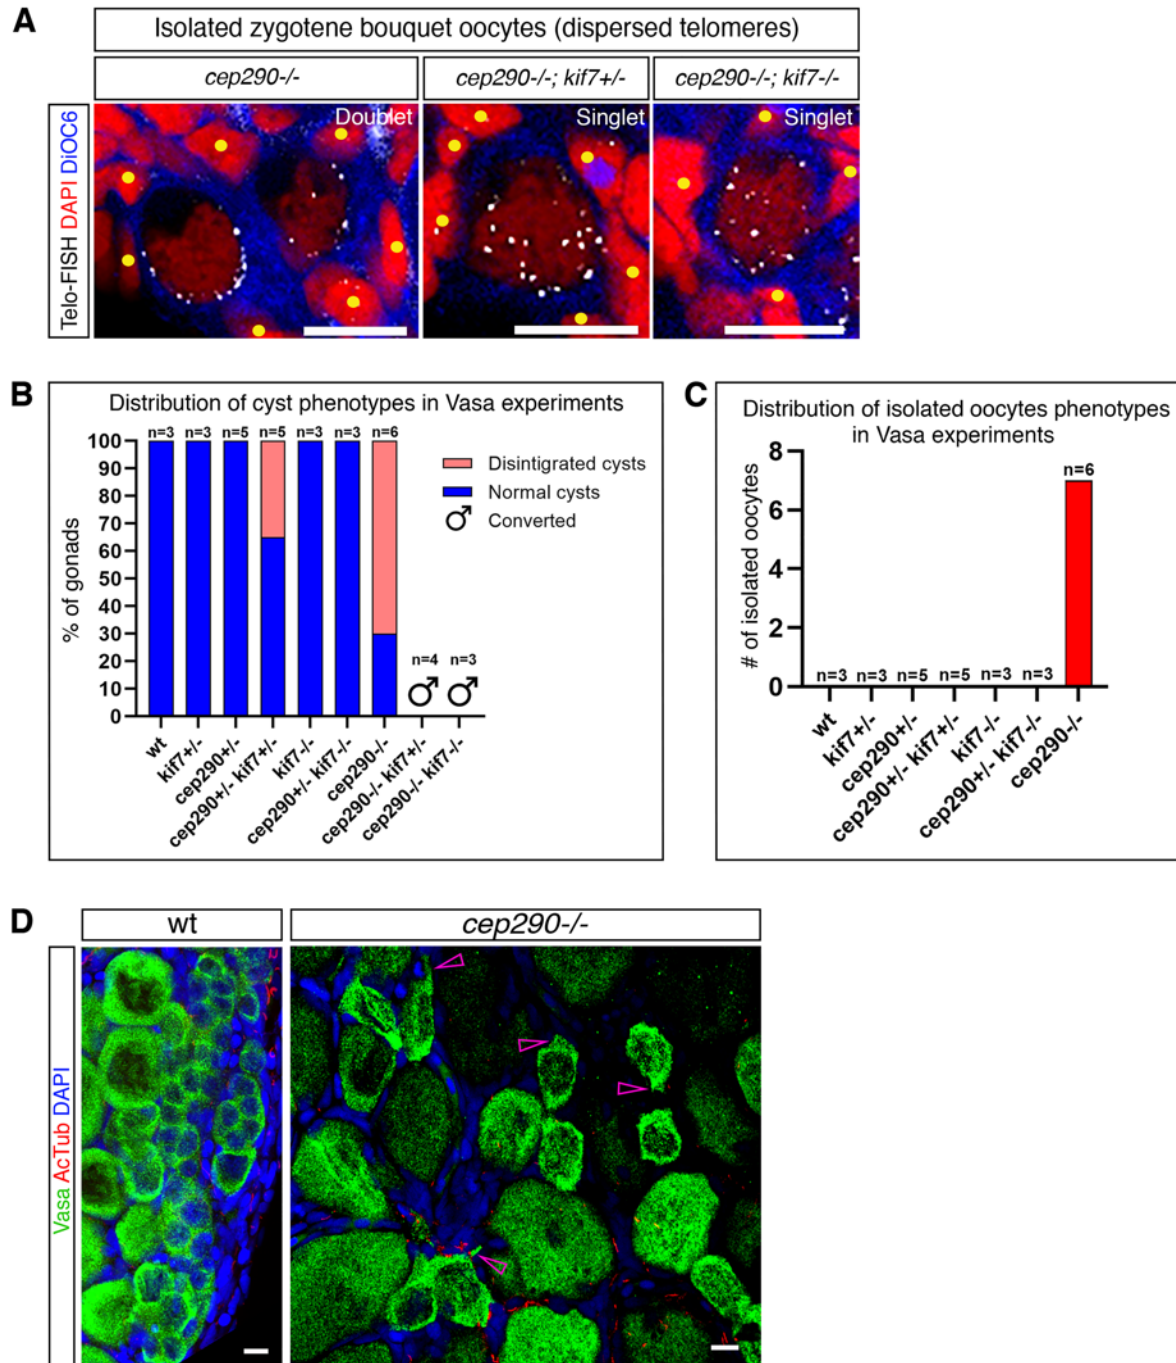 A
Isolated zygotene bouquet oocytes (dispersed telomeres)
cep290-/-
cep290-/-; kif7+/-
cep290-/-; kif7-/-
Telo-FISH DAPI DiOC6
Doublet
Singlet
Singlet
B
Distribution of cyst phenotypes in Vasa experiments
% of gonads
100
90
80
70
60
50
40
30
20
10
0
n=3
n=3
n=5
n=5
n=3
n=3
n=6
n=4
n=3
Disintigrated cysts
Normal cysts
♂ Converted
♂
♂
wt
kif7+/-
cep290+/-
cep290+/- kif7+/-
kif7-/-
cep290+/- kif7-/-
cep290-/-
cep290-/- kif7+/-
cep290-/- kif7-/-
C
Distribution of isolated oocytes phenotypes
in Vasa experiments
# of isolated oocytes
8
6
4
2
0
n=3
n=3
n=5
n=5
n=3
n=3
n=6
wt
kif7+/-
cep290+/-
cep290+/- kif7+/-
kif7-/-
cep290+/- kif7-/-
cep290-/-
D
wt
cep290-/-
Vasa AcTub DAPI